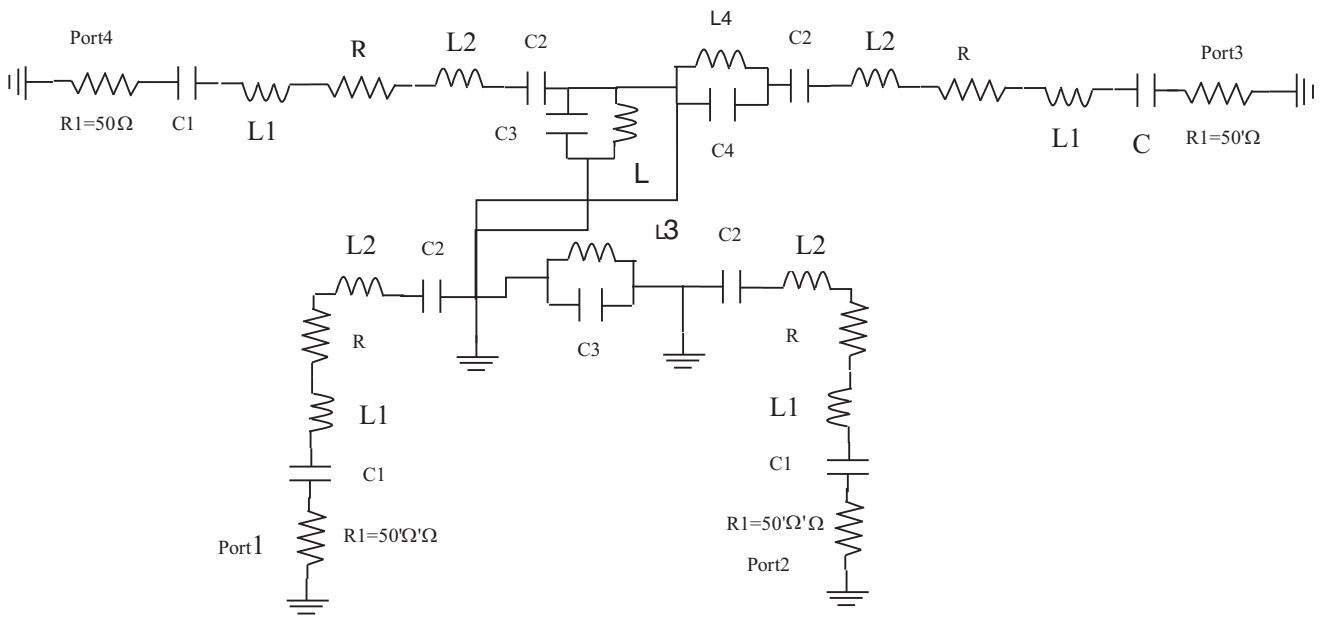 Port4
R
L2
C2
L4
C2
L2
R
Port3
R1=50Ω
C1
L1
C3
L
C4
L1
C
R1=50'Ω
L2
C2
L3
C2
L2
R
C3
R
L1
L1
C1
C1
Port1
R1=50'Ω'Ω
R1=50'Ω'Ω
Port2